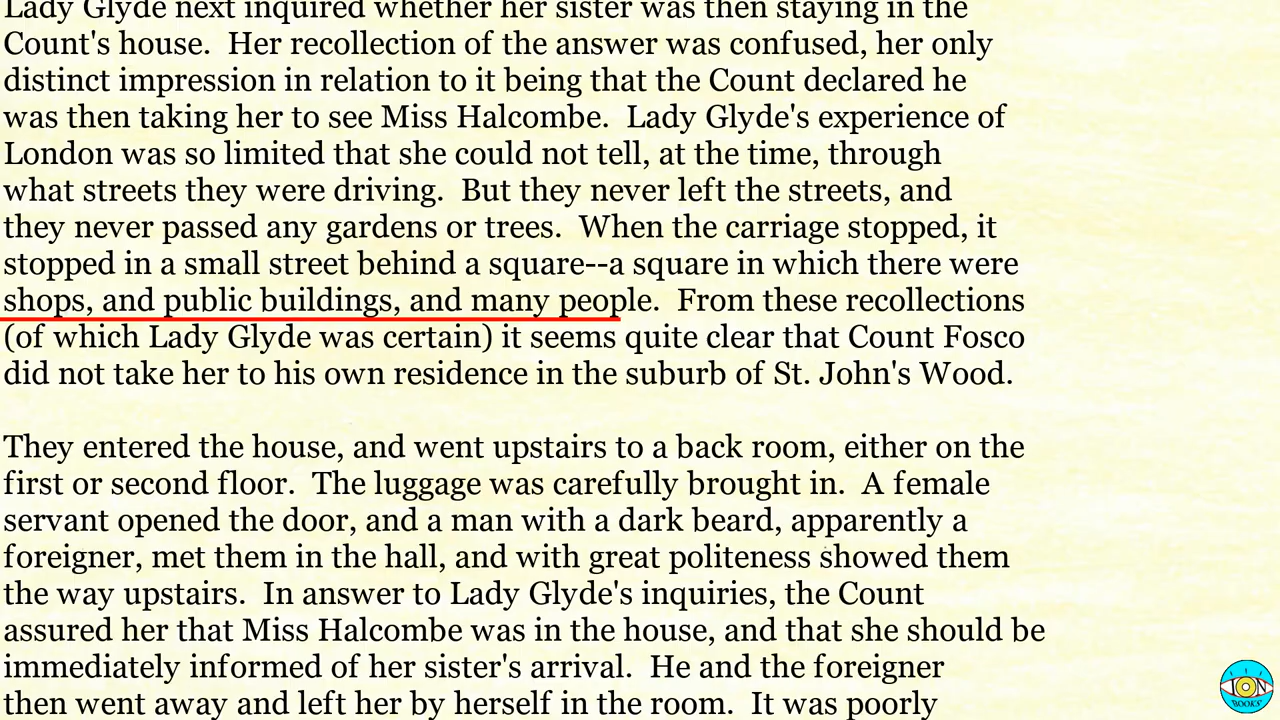 Lady Glyde next inquired whether her sister was then staying in the
Count's house.  Her recollection of the answer was confused, her only
distinct impression in relation to it being that the Count declared he
was then taking her to see Miss Halcombe.  Lady Glyde's experience of
London was so limited that she could not tell, at the time, through
what streets they were driving.  But they never left the streets, and
they never passed any gardens or trees.  When the carriage stopped, it
stopped in a small street behind a square--a square in which there were
shops, and public buildings, and many people.  From these recollections
(of which Lady Glyde was certain) it seems quite clear that Count Fosco
did not take her to his own residence in the suburb of St. John's Wood.

They entered the house, and went upstairs to a back room, either on the
first or second floor.  The luggage was carefully brought in.  A female
servant opened the door, and a man with a dark beard, apparently a
foreigner, met them in the hall, and with great politeness showed them
the way upstairs.  In answer to Lady Glyde's inquiries, the Count
assured her that Miss Halcombe was in the house, and that she should be
immediately informed of her sister's arrival.  He and the foreigner
then went away and left her by herself in the room.  It was poorly
ION
BOOKS